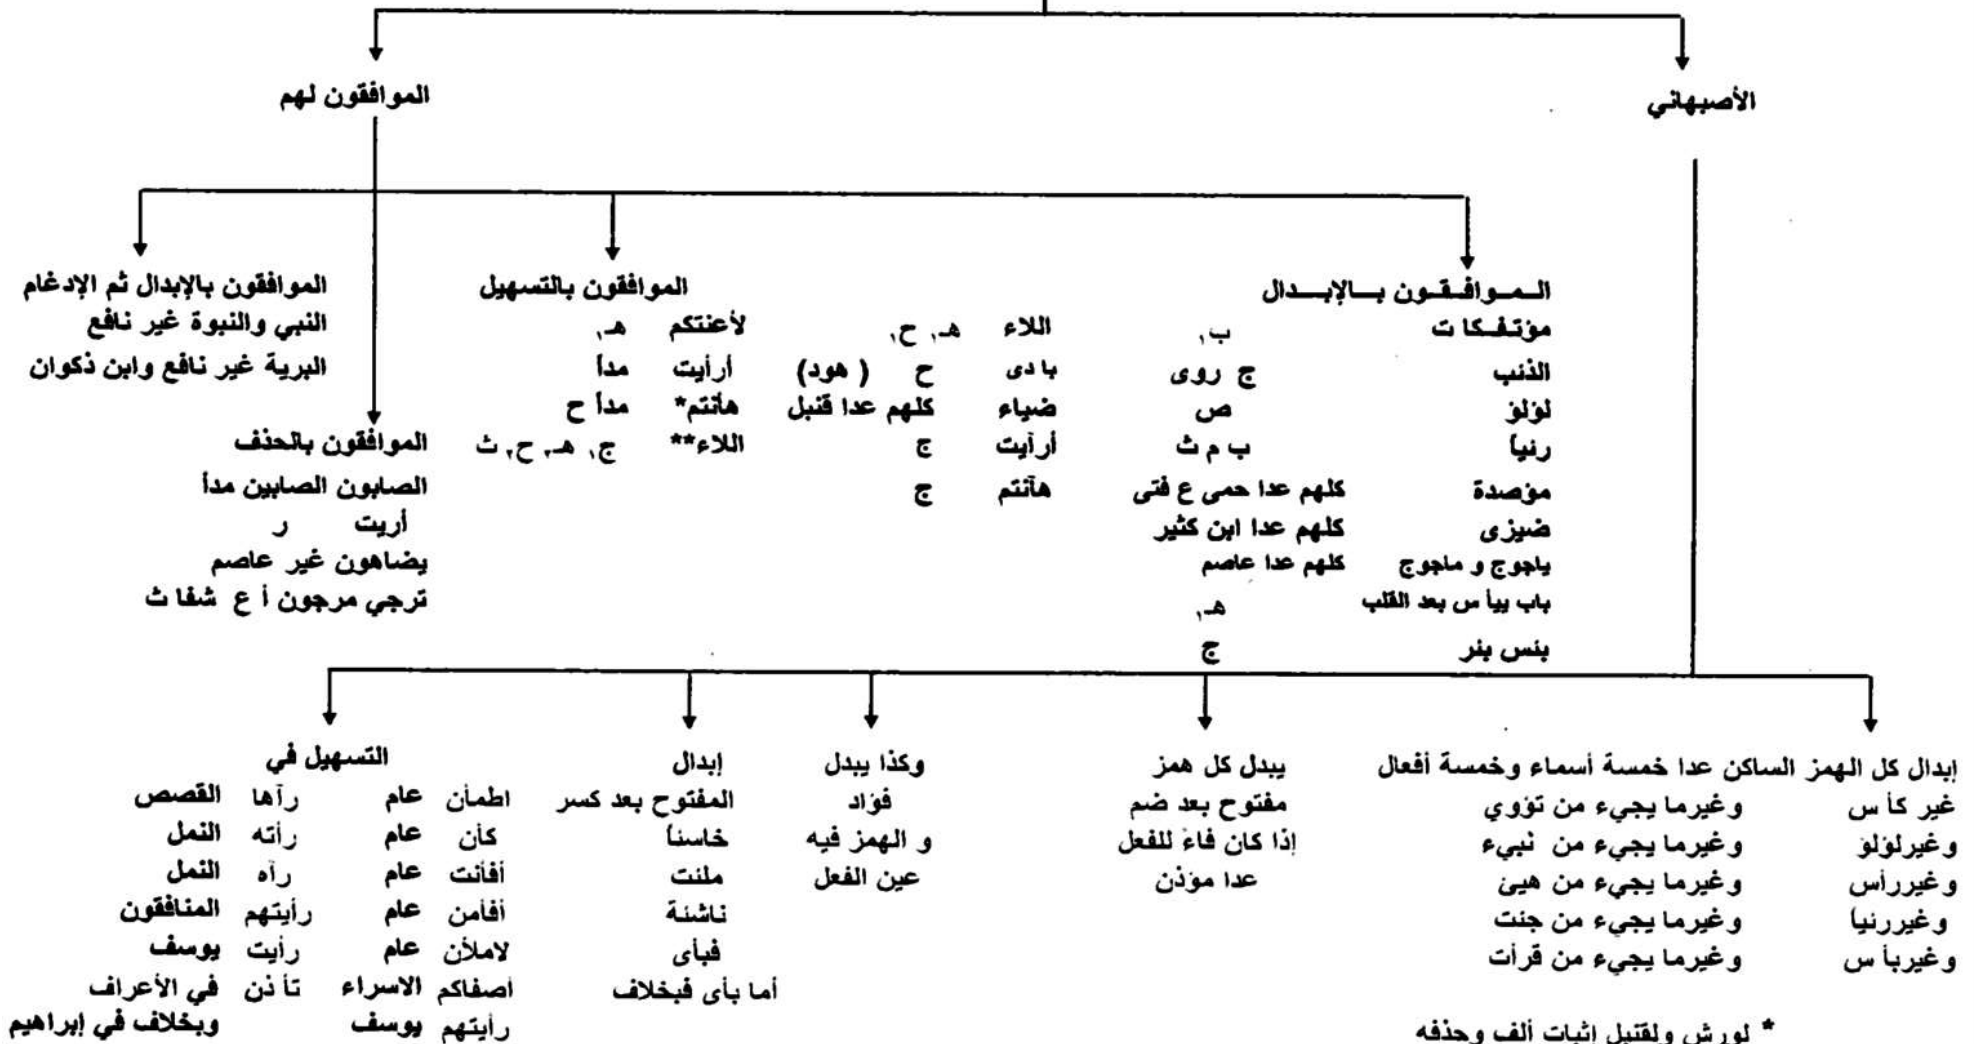 الأصبهاني
الموافقون لهم
الـمـوافـقـون بـالإبـدال
مؤتفكات ب, اللاء هـ, ح,
الذئب ج روى بادى ح (هود)
لؤلؤ ص ضياء كلهم عدا قنبل
رئيا ب م ث أرأيت ج
مؤصدة كلهم عدا حمى ع فتى هآنتم ج
ضيزى كلهم عدا ابن كثير
ياجوج و ماجوج كلهم عدا عاصم
باب ييأس بعد القلب هـ,
بئس بئر ج
الموافقون بالتسهيل
لأعنتكم هـ,
أرأيت مدأ
هأنتم* مدأ ح
اللاء** ج, هـ, ح, ث
الموافقون بالحذف
الصابون الصابين مدأ
أريت ر
يضاهون غير عاصم
ترجي مرجون أ ع شفا ث
الموافقون بالإبدال ثم الإدغام
النبي والنبوة غير نافع
البرية غير نافع وابن ذكوان
إبدال كل الهمز الساكن عدا خمسة أسماء وخمسة أفعال
غير كأس وغيرما يجيء من تؤوي
وغيرلؤلؤ وغيرما يجيء من نبيء
وغيررأس وغيرما يجيء من هيئ
وغيررئيا وغيرما يجيء من جئت
وغيربأس وغيرما يجيء من قرأت
يبدل كل همز
مفتوح بعد ضم
إذا كان فاءً للفعل
عدا مؤذن
وكذا يبدل
فؤاد
و الهمز فيه
عين الفعل
إبدال
المفتوح بعد كسر
خاسئا
ملئت
ناشئة
فبأى
أما بأى فبخلاف
التسهيل في
اطمأن عام رآها القصص
كأن عام رأته النمل
أفأنت عام رآه النمل
أفأمن عام رأيتهم المنافقون
لاملأن عام رأيت يوسف
أصفاكم الاسراء تأذن في الأعراف
رأيتهم يوسف وبخلاف في إبراهيم
* لورش ولقنبل إثبات ألف وحذفه